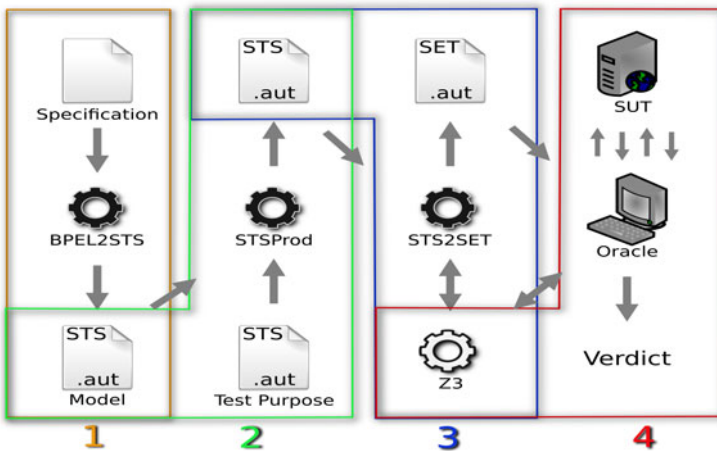 STS
SET
.aut
.aut
Specification
SUT
BPEL2STS
STSProd
STS2SET
Oracle
STS
STS
.aut
.aut
Z3
Verdict
Model
Test Purpose
1
2
3
4